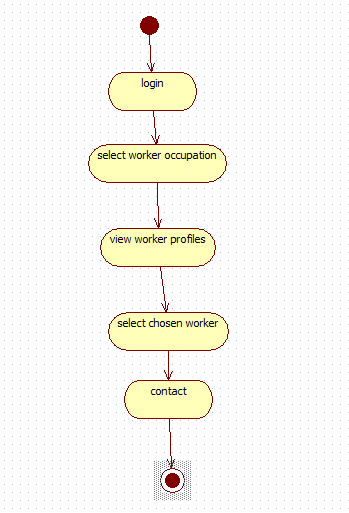 login
select worker occupation
view worker profiles
select chosen worker
contact